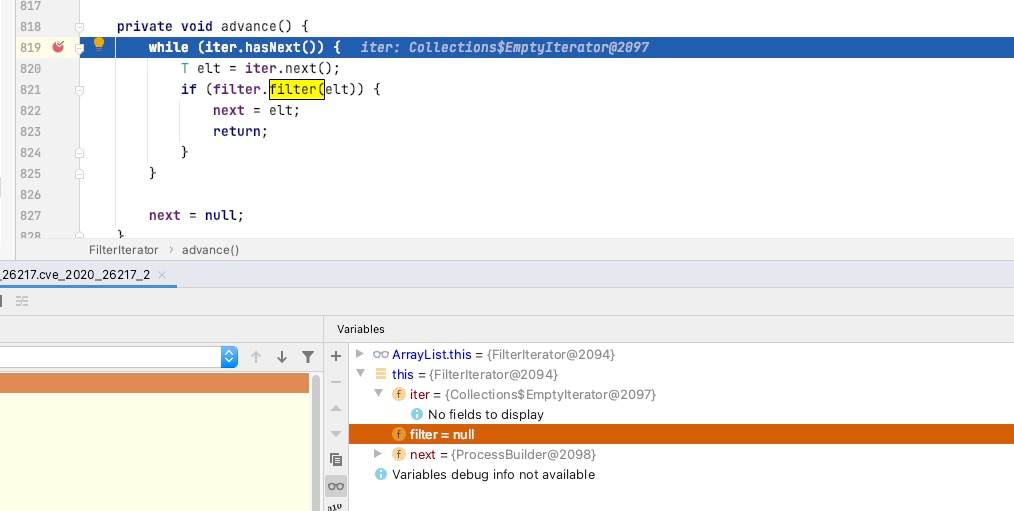 817
818 private void advance() {
819 while (iter.hasNext()) { iter: Collections$EmptyIterator@2097
820 T elt = iter.next();
821 if (filter.filter(elt)) {
822 next = elt;
823 return;
824 }
825 }
826
827 next = null;
828 }
FilterIterator › advance()
_26217.cve_2020_26217_2 ×
Variables
ArrayList.this = {FilterIterator@2094}
this = {FilterIterator@2094}
iter = {Collections$EmptyIterator@2097}
No fields to display
filter = null
next = {ProcessBuilder@2098}
Variables debug info not available